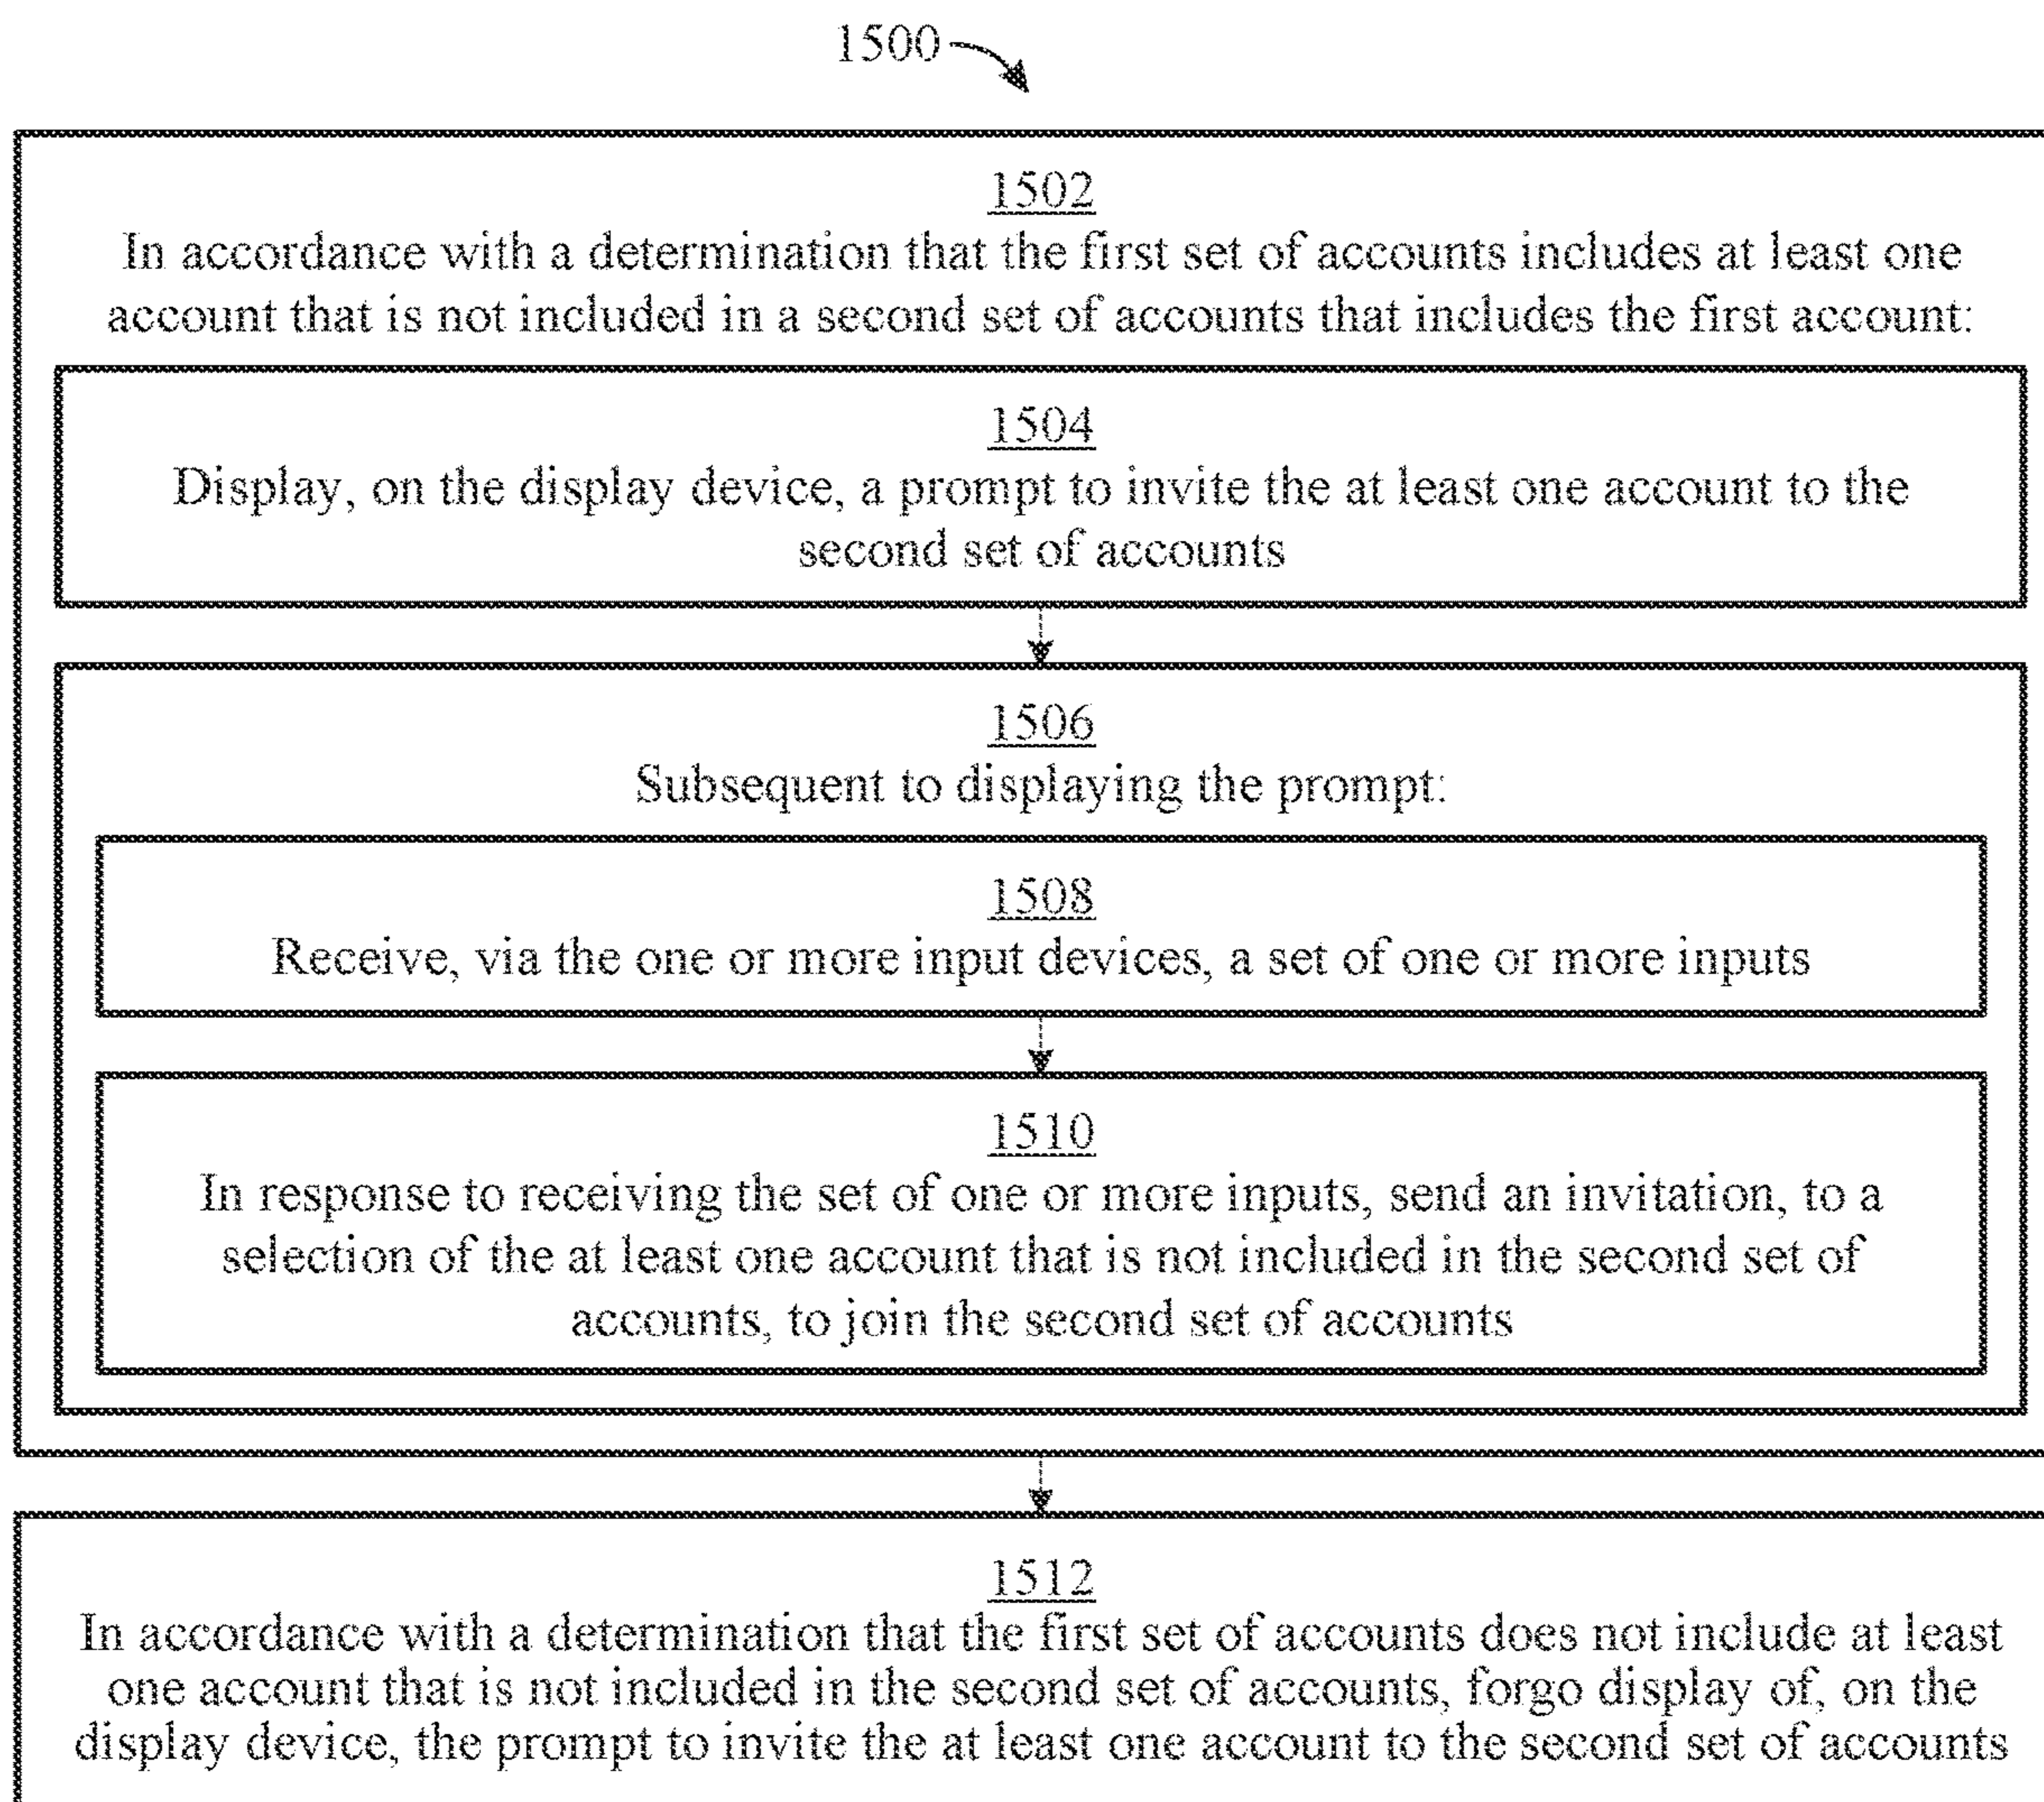 1500
1502
In accordance with a determination that the first set of accounts includes at least one
account that is not included in a second set of accounts that includes the first account:
1504
Display, on the display device, a prompt to invite the at least one account to the
second set of accounts
1506
Subsequent to displaying the prompt:
1508
Receive, via the one or more input devices, a set of one or more inputs
1510
In response to receiving the set of one or more inputs, send an invitation, to a
selection of the at least one account that is not included in the second set of
accounts, to join the second set of accounts
1512
In accordance with a determination that the first set of accounts does not include at least
one account that is not included in the second set of accounts, forgo display of, on the
display device, the prompt to invite the at least one account to the second set of accounts